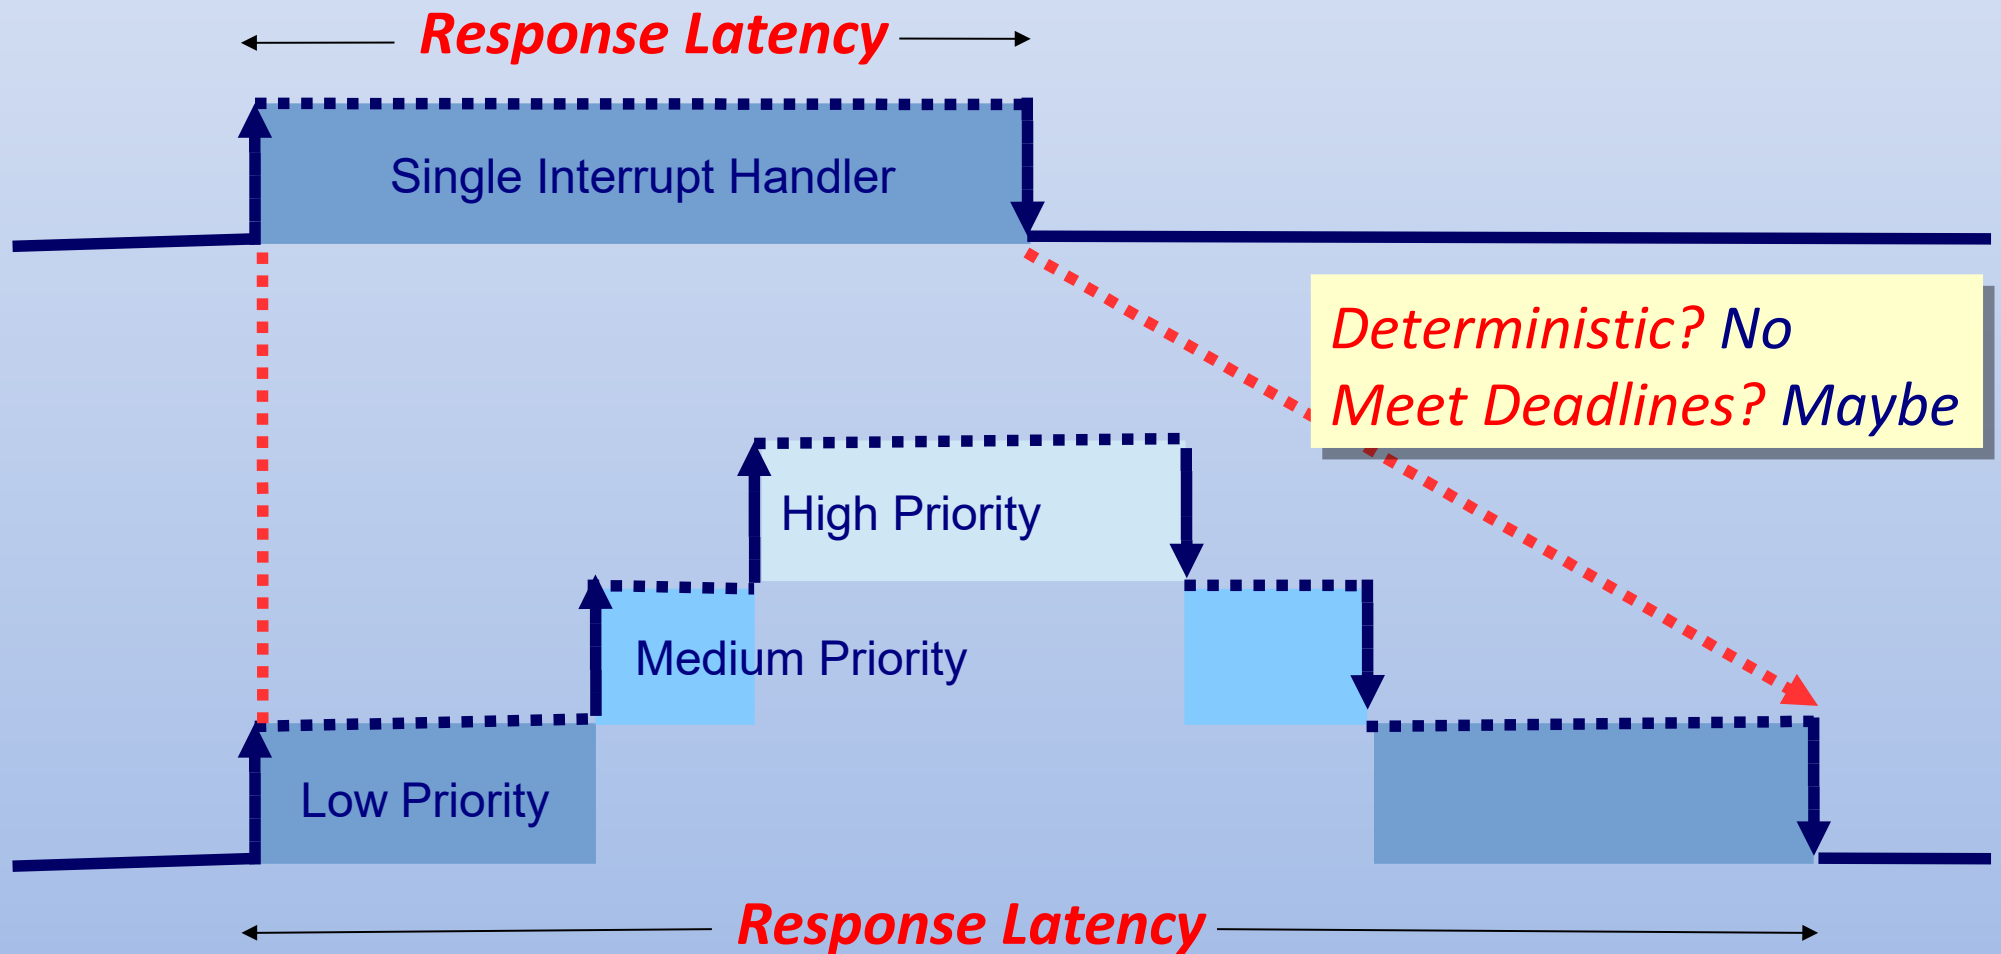 Response Latency
Single Interrupt Handler
Deterministic? No
Meet Deadlines? Maybe
High Priority
Medium Priority
Low Priority
Response Latency